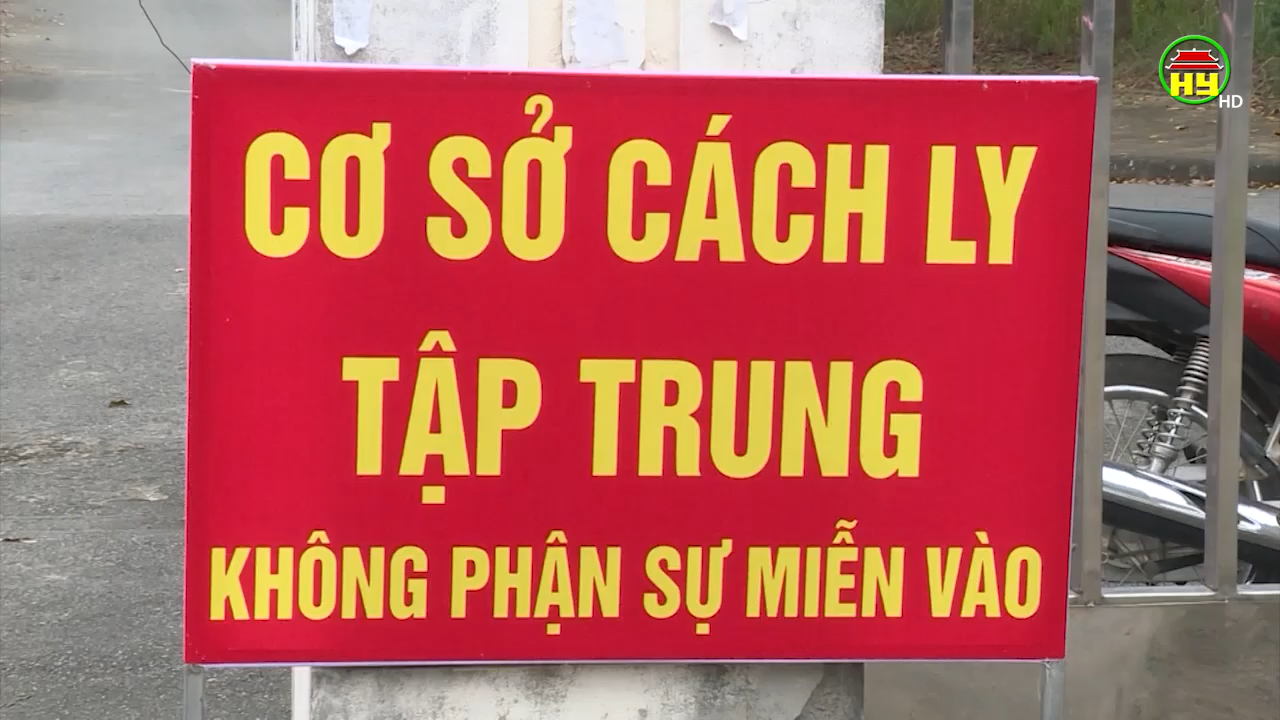 HY
HD
CƠ SỞ CÁCH LY
TẬP TRUNG
KHÔNG PHẬN SỰ MIỄN VÀO